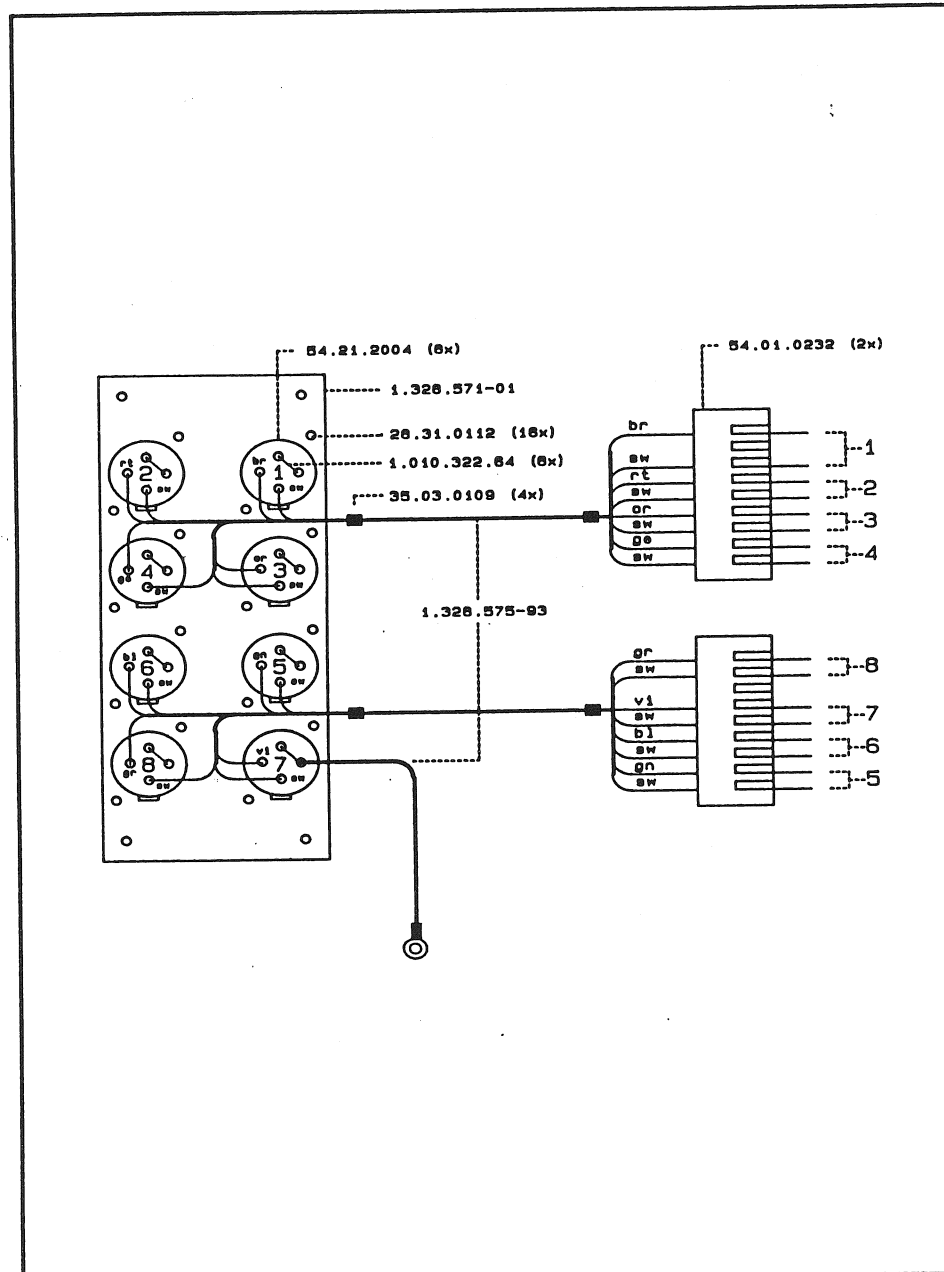 54.21.2004 (8x)
54.01.0232 (2x)
1.328.571-01
28.31.0112 (16x)
1.010.322.64 (8x)
35.03.0109 (4x)
1.328.575-93
rt
2
sw
br
1
sw
ge
4
sw
or
3
sw
bl
6
sw
gn
5
sw
gr
8
sw
vi
7
sw
br
sw
rt
sw
or
sw
ge
sw
1
2
3
4
gr
sw
vi
sw
bl
sw
gn
sw
8
7
6
5